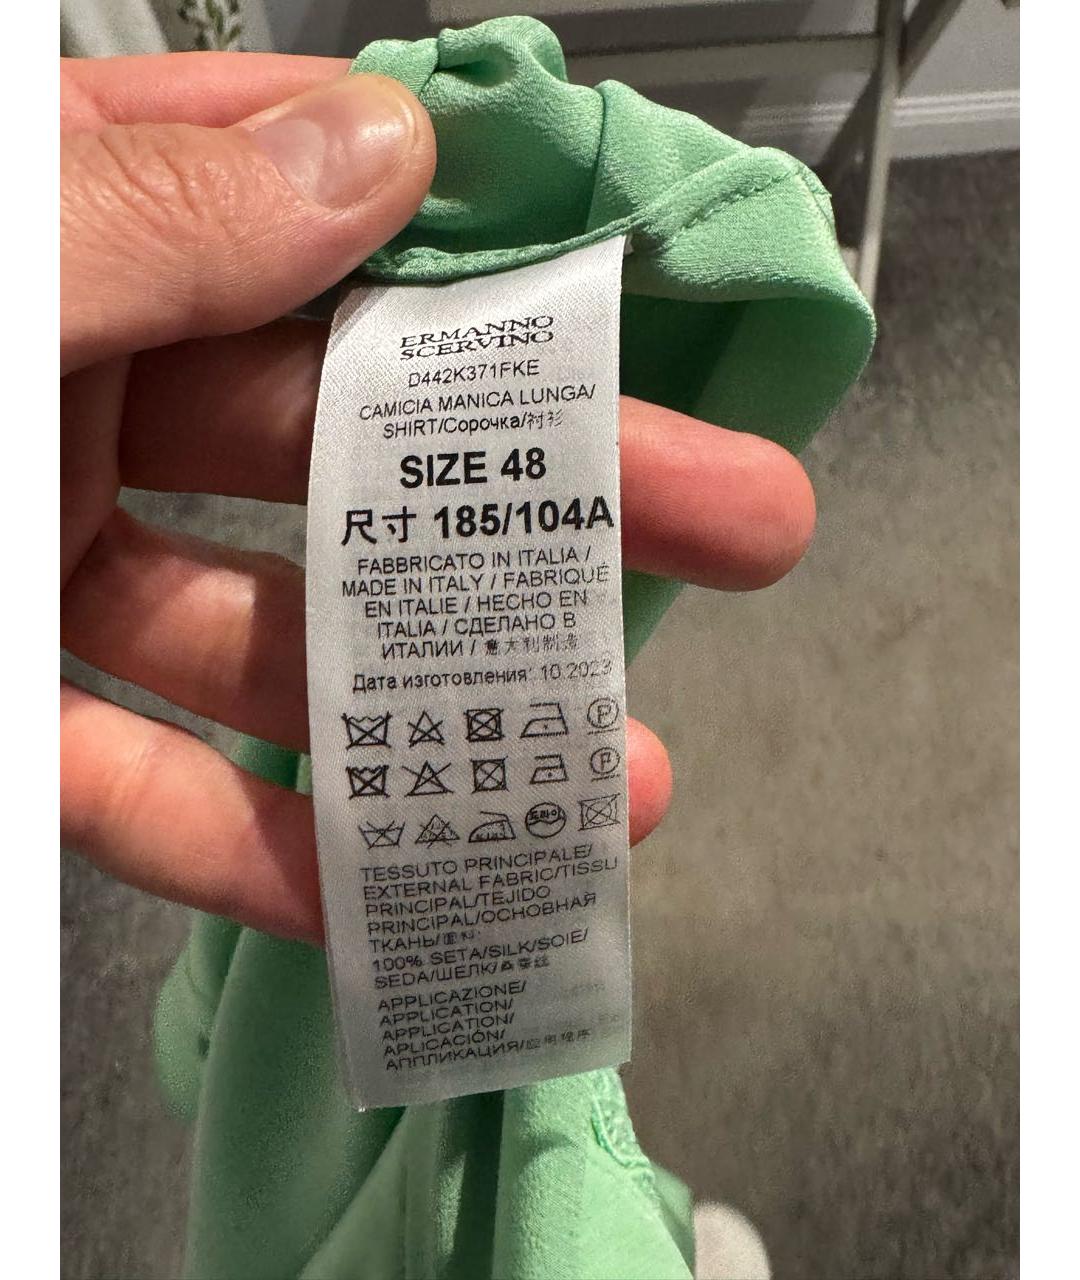 ERMANNO
SCERVINO
D442K371FKE
CAMICIA MANICA LUNGA/
SHIRT/Сорочка/衬衫
SIZE 48
尺寸 185/104A
FABBRICATO IN ITALIA /
MADE IN ITALY / FABRIQUÉ
EN ITALIE / HECHO EN
ITALIA / СДЕЛАНО В
ИТАЛИИ / 意大利制造
Дата изготовления: 10.2023
P
P
드라이
TESSUTO PRINCIPALE/
EXTERNAL FABRIC/TISSU
PRINCIPAL/TEJIDO
PRINCIPAL/ОСНОВНАЯ
ТКАНЬ/面料:
100% SETA/SILK/SOIE/
SEDA/ШЕЛК/桑蚕丝
APPLICAZIONE/
APPLICATION/
APPLICATION/
APLICACIÓN/
АППЛИКАЦИЯ/应用程序